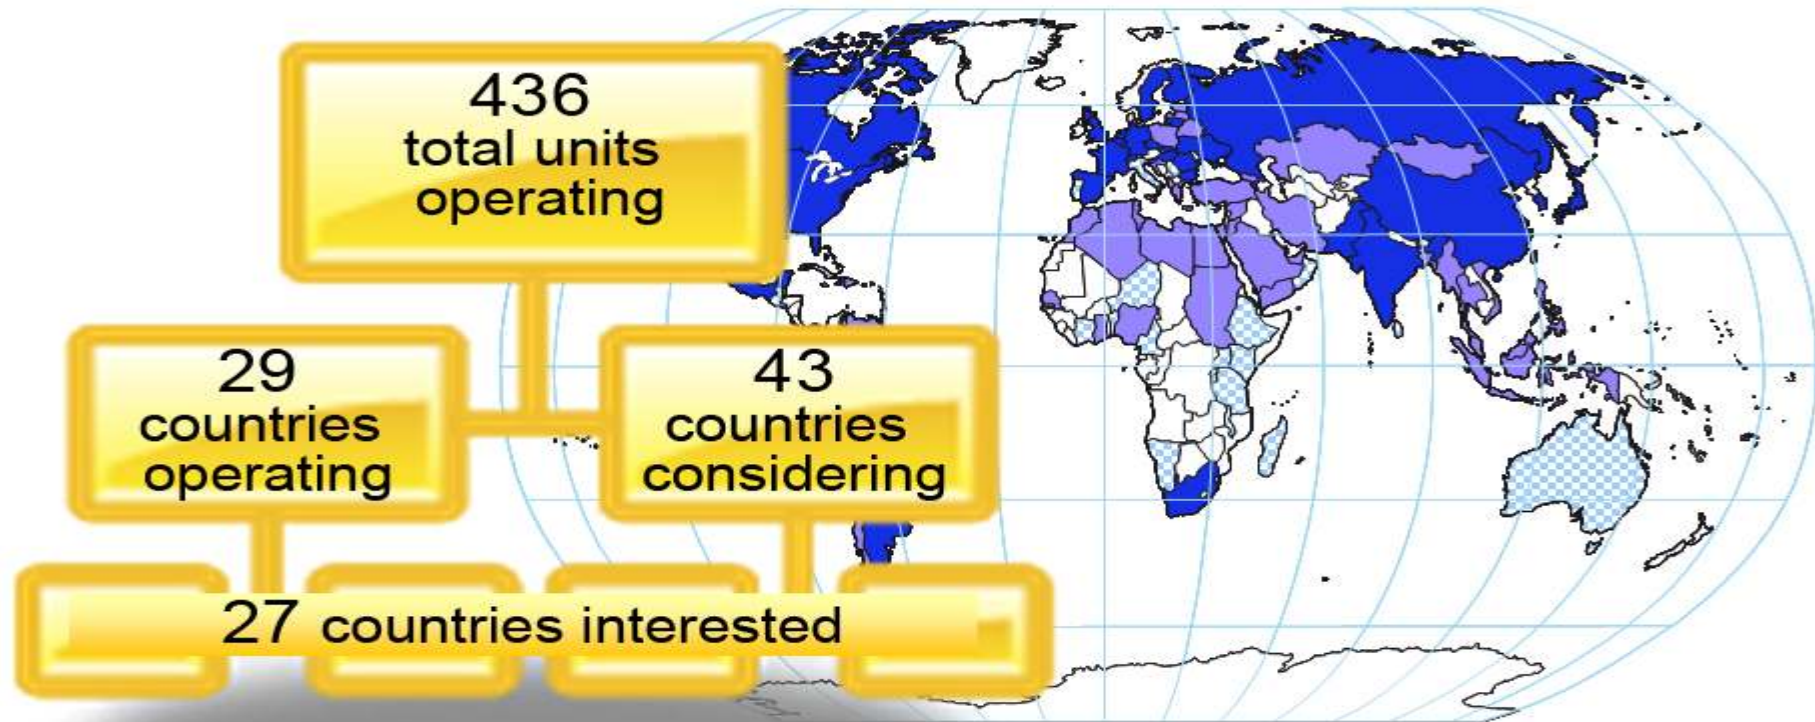 436
total units
operating
29
countries
operating
43
countries
considering
27 countries interested